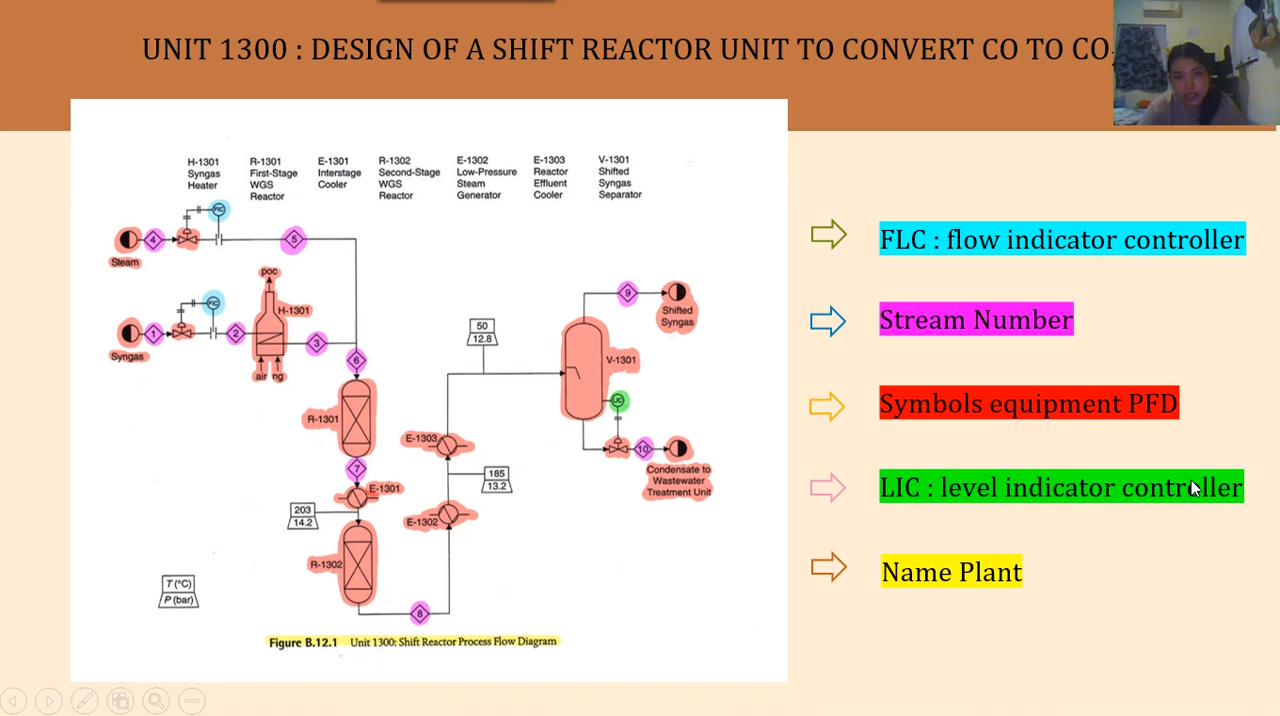 UNIT 1300 : DESIGN OF A SHIFT REACTOR UNIT TO CONVERT CO TO CO2
H-1301
Syngas
Heater
R-1301
First-Stage
WGS
Reactor
E-1301
Interstage
Cooler
R-1302
Second-Stage
WGS
Reactor
E-1302
Low-Pressure
Steam
Generator
E-1303
Reactor
Effluent
Cooler
V-1301
Shifted
Syngas
Separator
FIC
4
5
Steam
poc
H-1301
FIC
1
2
3
Syngas
air ng
6
R-1301
7
E-1301
203
14.2
R-1302
8
E-1303
185
13.2
E-1302
50
12.8
9
Shifted
Syngas
V-1301
LIC
10
Condensate to
Wastewater
Treatment Unit
T (°C)
P (bar)
Figure B.12.1 Unit 1300: Shift Reactor Process Flow Diagram
FLC : flow indicator controller
Stream Number
Symbols equipment PFD
LIC : level indicator controller
Name Plant